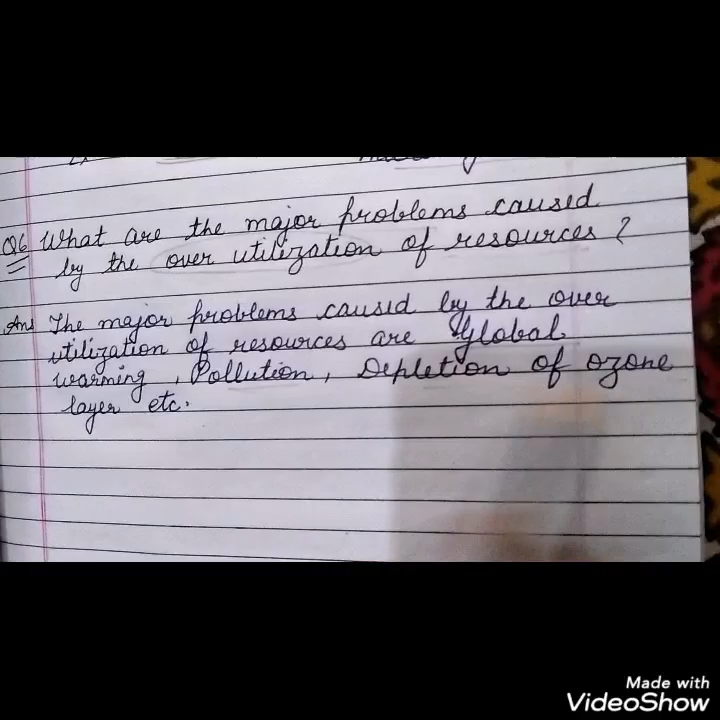 Q6 What are the major problems caused
by the over utilization of resources ?
Ans The major problems caused by the over
utilization of resources are Global
warming , Pollution , Depletion of ozone
layer etc.
Made with
VideoShow